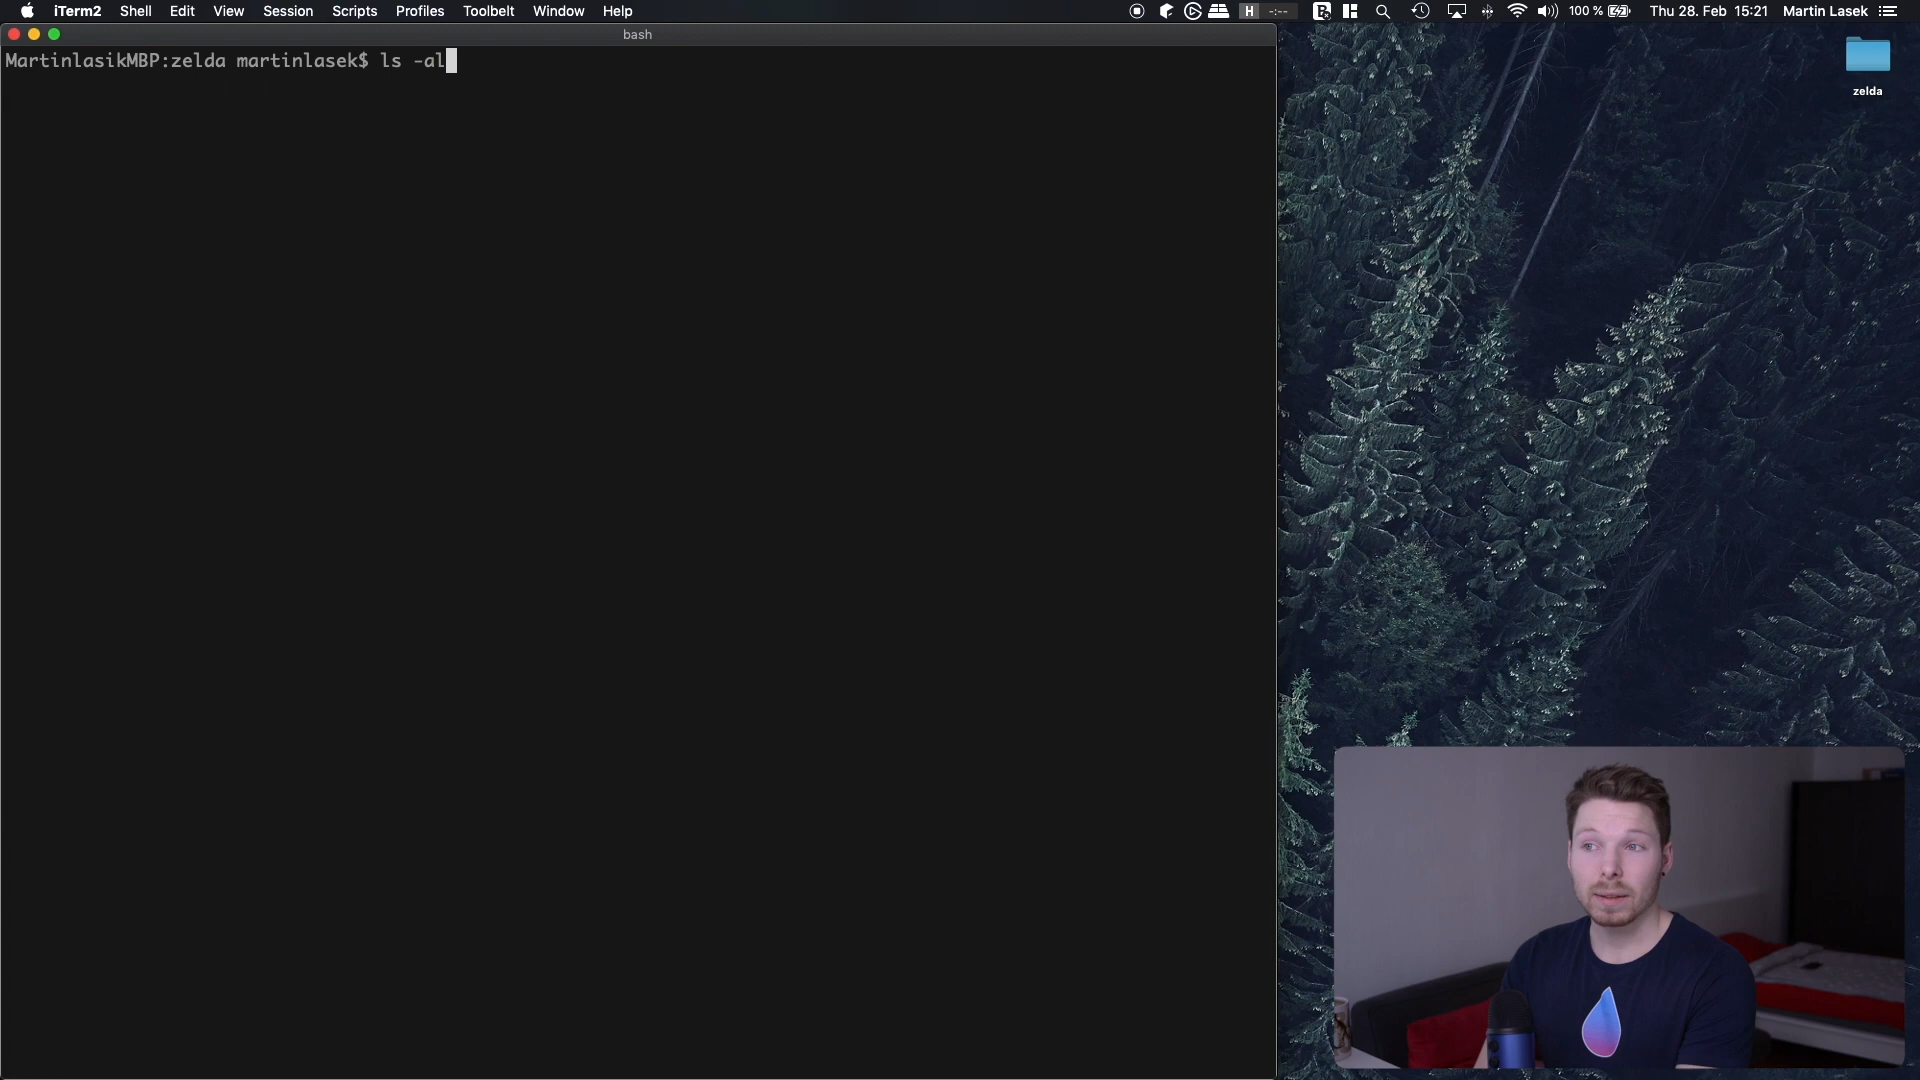 iTerm2 Shell Edit View Session Scripts Profiles Toolbelt Window Help H -:-- 100 % Thu 28. Feb 15:21 Martin Lasek
bash
MartinlasikMBP:zelda martinlasek$ ls -al
zelda